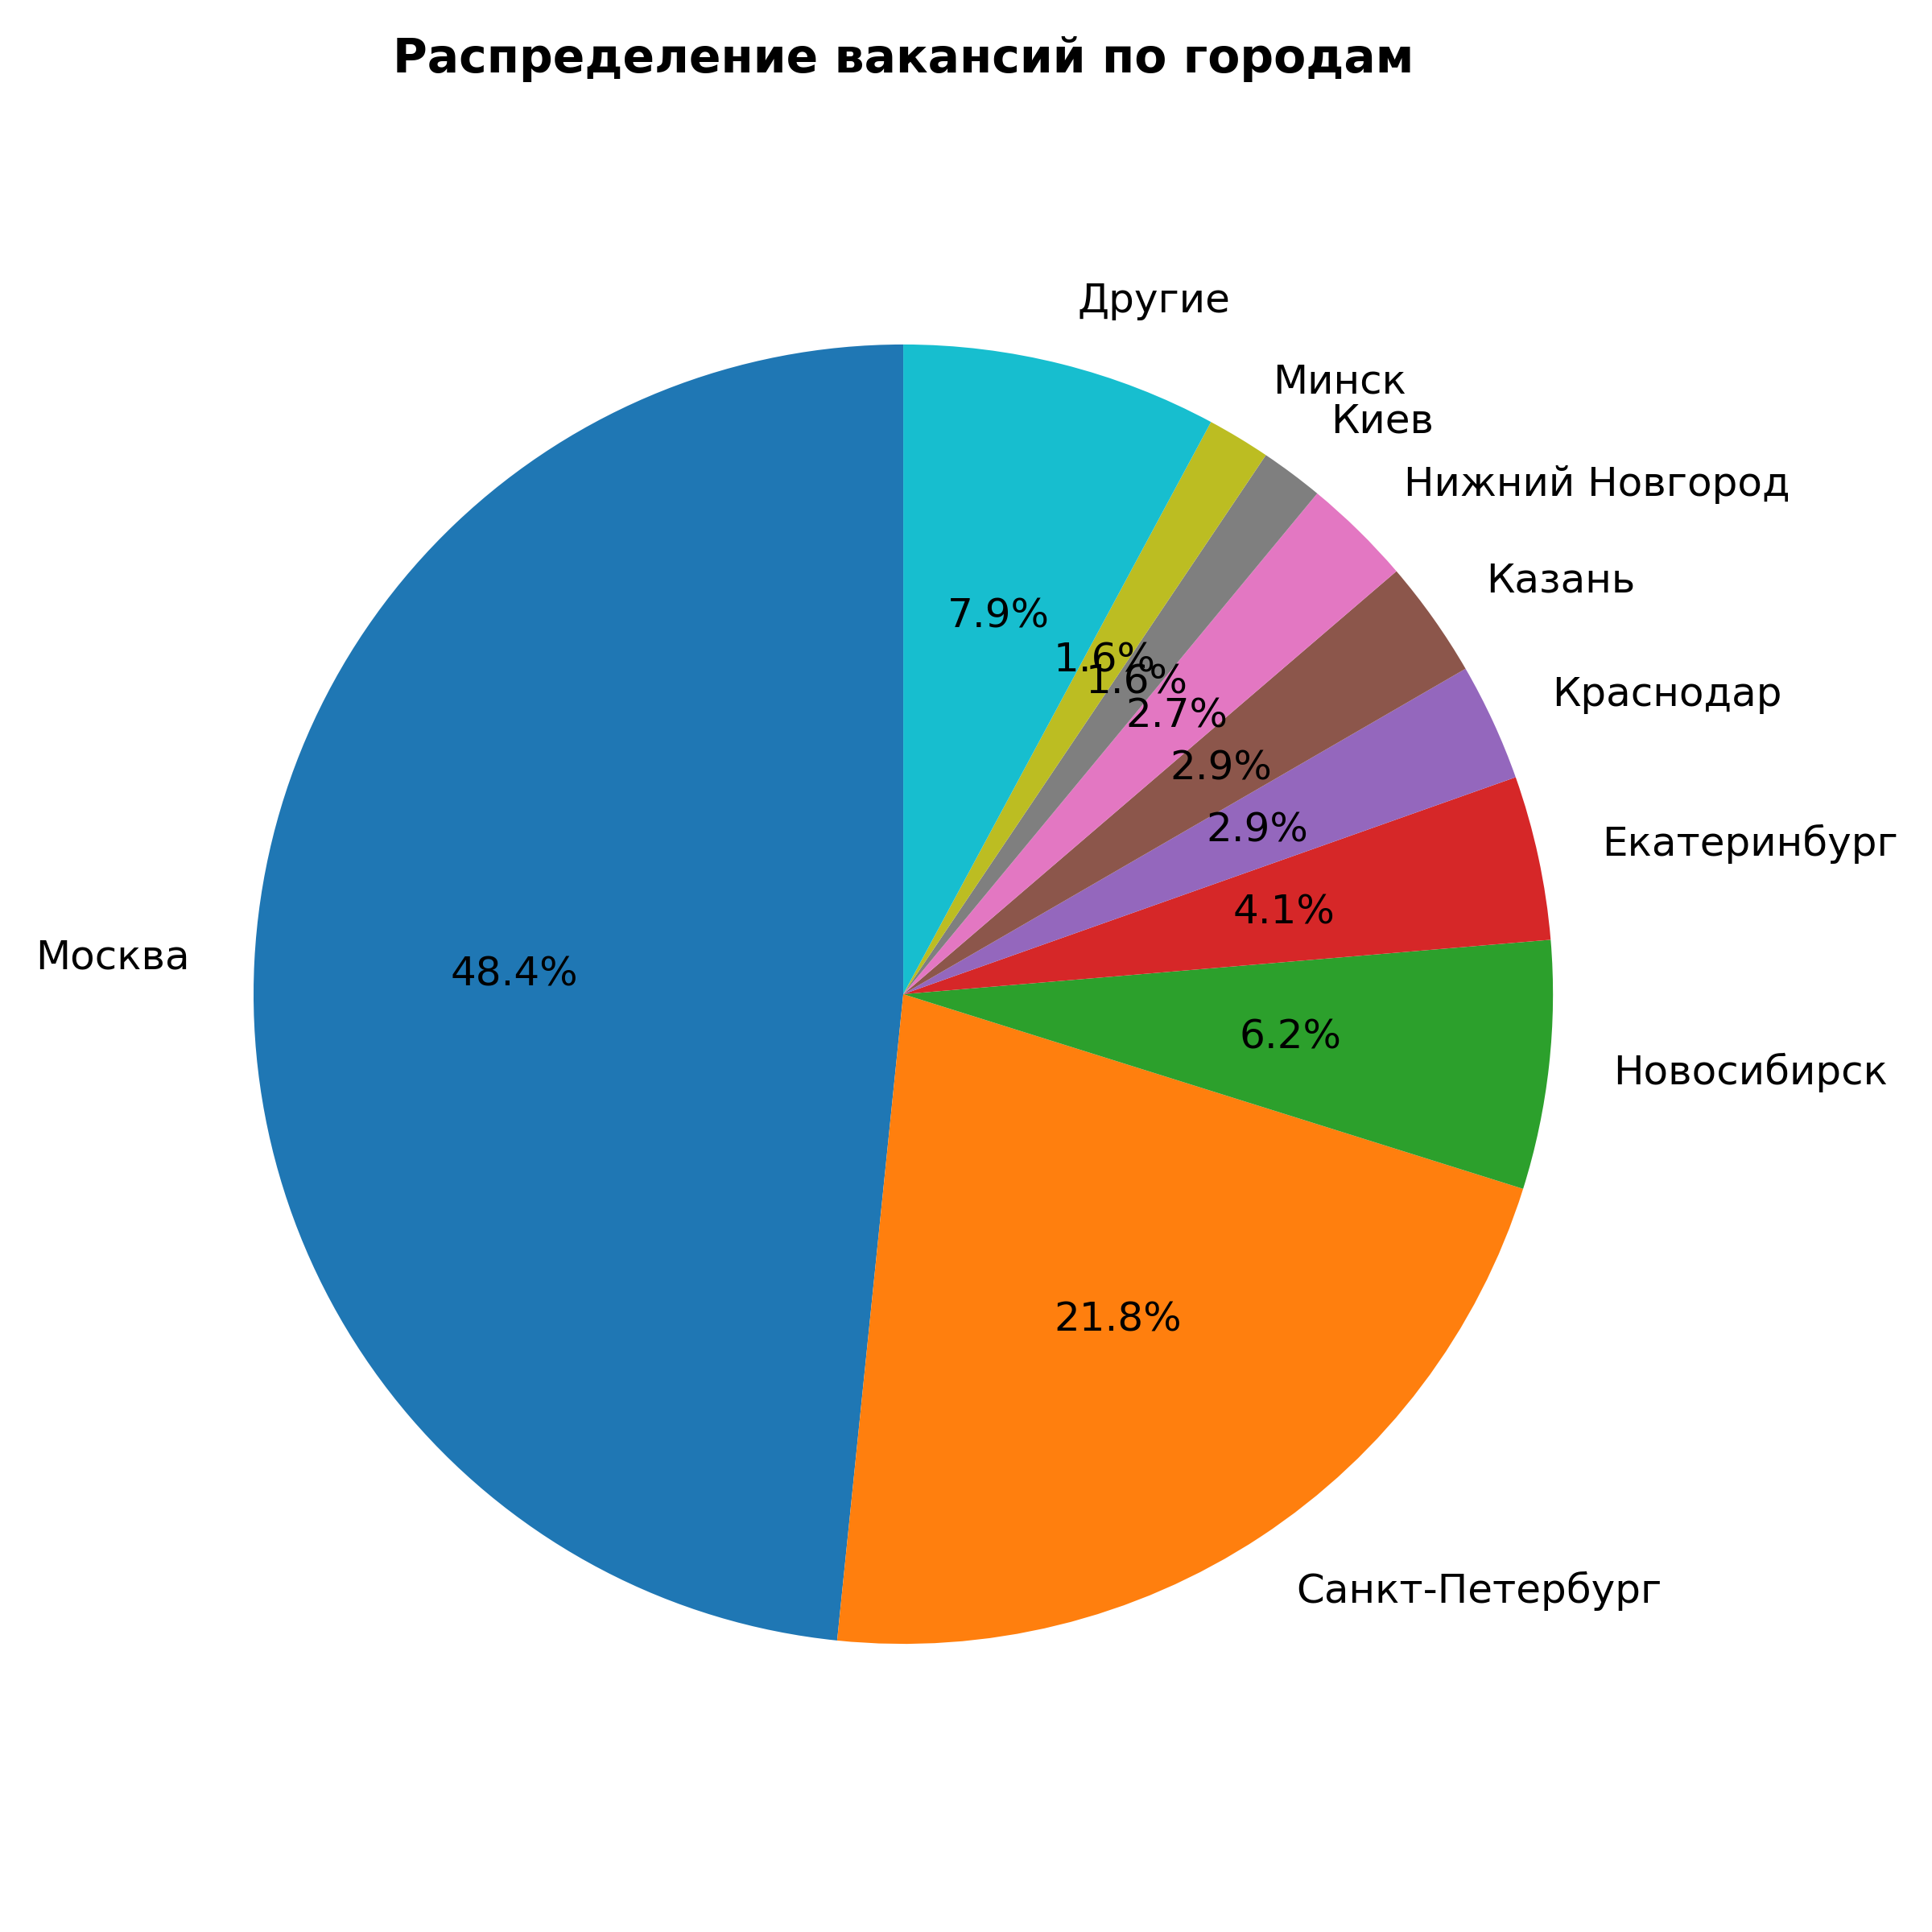 Распределение вакансий по городам
Другие
Минск
Киев
Нижний Новгород
Казань
Краснодар
Екатеринбург
Новосибирск
Санкт-Петербург
Москва
7.9%
1.6%
1.6%
2.7%
2.9%
2.9%
4.1%
6.2%
21.8%
48.4%